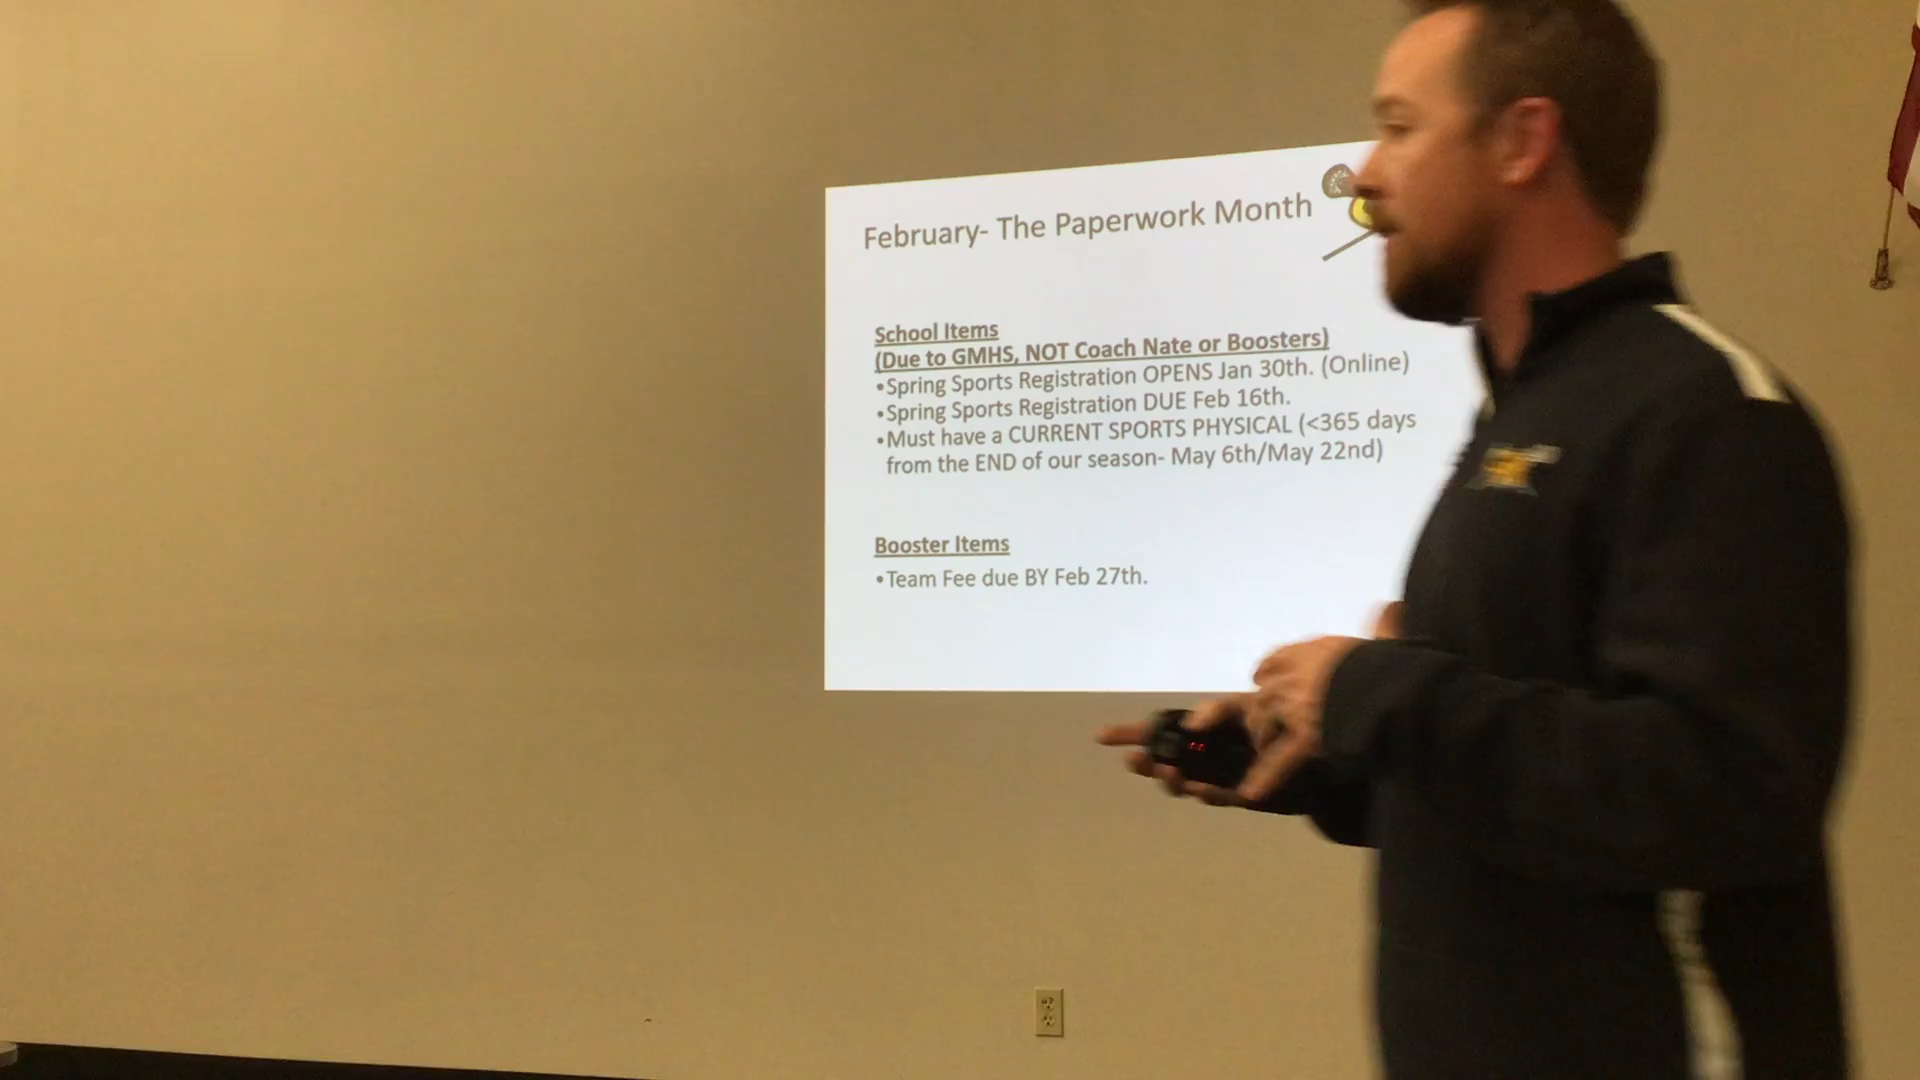 February- The Paperwork Month
School Items
(Due to GMHS, NOT Coach Nate or Boosters)
•Spring Sports Registration OPENS Jan 30th. (Online)
•Spring Sports Registration DUE Feb 16th.
•Must have a CURRENT SPORTS PHYSICAL (<365 days
from the END of our season- May 6th/May 22nd)
Booster Items
•Team Fee due BY Feb 27th.